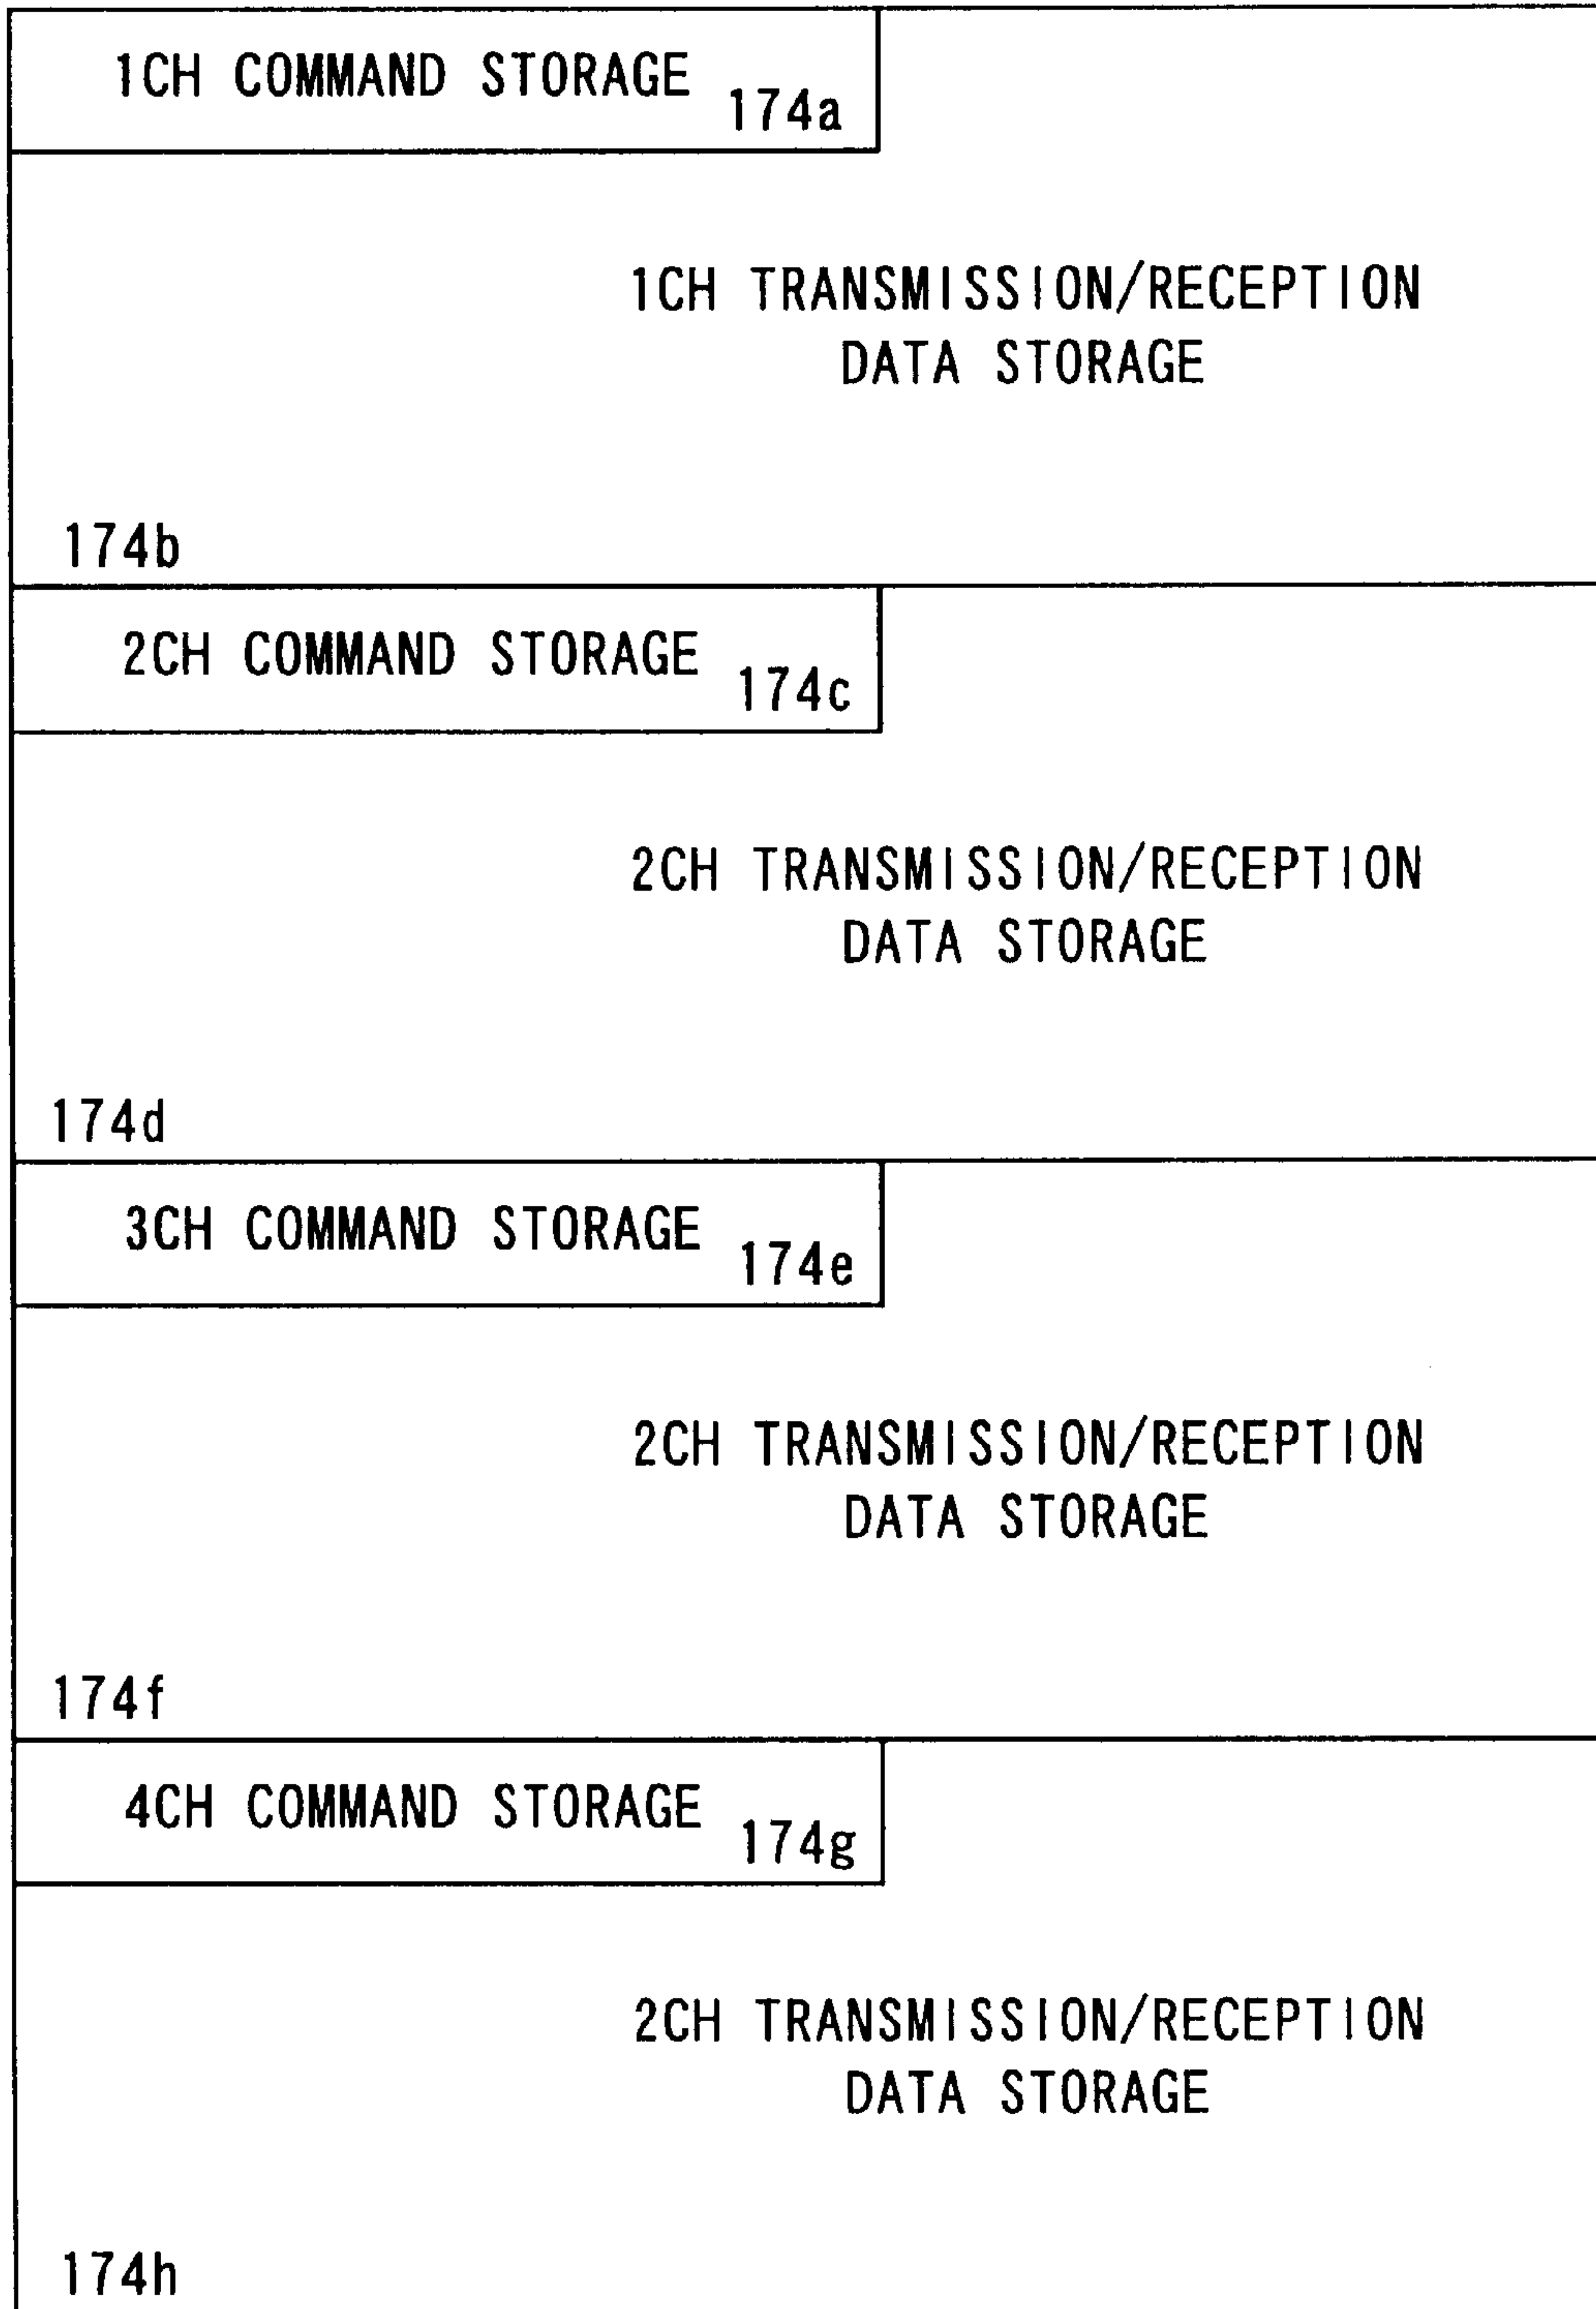 1CH COMMAND STORAGE 174a
1CH TRANSMISSION/RECEPTION
DATA STORAGE
174b
2CH COMMAND STORAGE 174c
2CH TRANSMISSION/RECEPTION
DATA STORAGE
174d
3CH COMMAND STORAGE 174e
2CH TRANSMISSION/RECEPTION
DATA STORAGE
174f
4CH COMMAND STORAGE 174g
2CH TRANSMISSION/RECEPTION
DATA STORAGE
174h